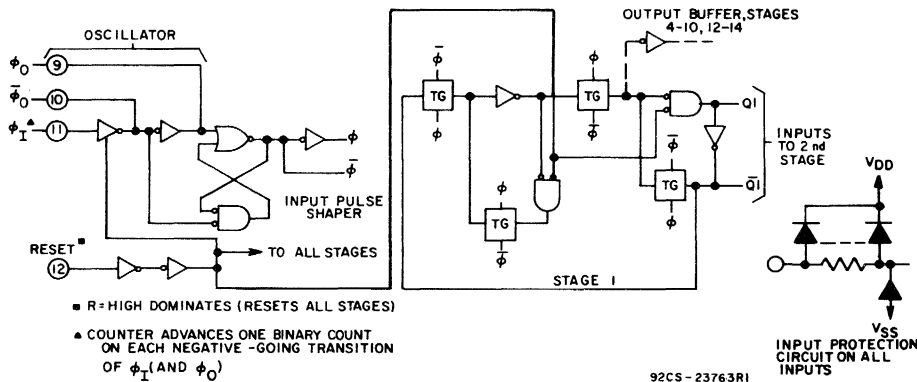 OSCILLATOR
ϕO 9
ϕ̄O 10
ϕI▲ 11
ϕ
ϕ̄
INPUT PULSE
SHAPER
RESET■
12
TO ALL STAGES
■ R=HIGH DOMINATES (RESETS ALL STAGES)
▲ COUNTER ADVANCES ONE BINARY COUNT
ON EACH NEGATIVE -GOING TRANSITION
OF ϕI(AND ϕO)
OUTPUT BUFFER, STAGES
4-10, 12-14
ϕ̄
TG
ϕ
ϕ
TG
ϕ̄
ϕ
TG
ϕ̄
ϕ̄
TG
ϕ
Q1
Q̄1
INPUTS
TO 2nd
STAGE
STAGE 1
VDD
VSS
INPUT PROTECTION
CIRCUIT ON ALL
INPUTS
92CS-23763R1